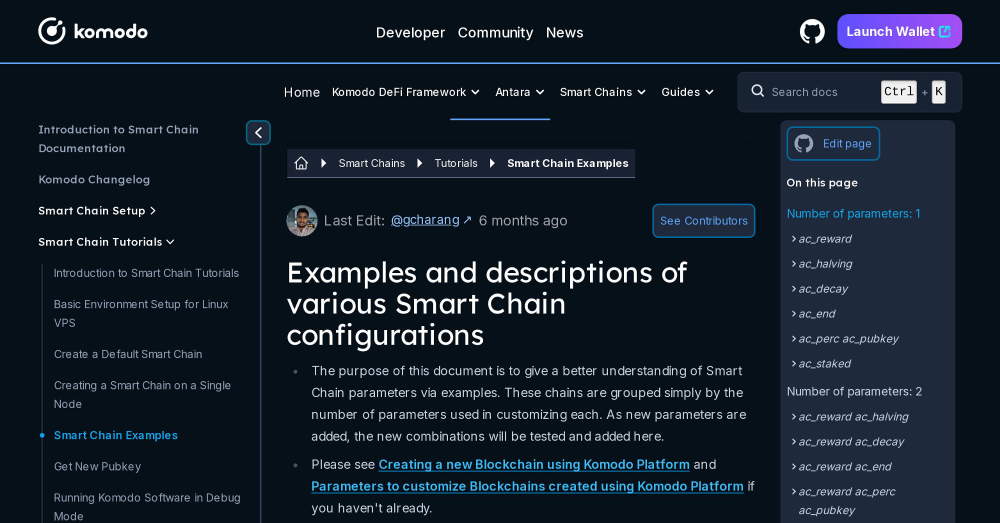 komodo
Developer Community News
Launch Wallet
Home Komodo DeFi Framework Antara Smart Chains Guides
Search docs Ctrl + K
Introduction to Smart Chain
Documentation
Komodo Changelog
Smart Chain Setup
Smart Chain Tutorials
Introduction to Smart Chain Tutorials
Basic Environment Setup for Linux
VPS
Create a Default Smart Chain
Creating a Smart Chain on a Single
Node
Smart Chain Examples
Get New Pubkey
Running Komodo Software in Debug
Mode
Smart Chains Tutorials Smart Chain Examples
Last Edit: @gcharang ↗ 6 months ago
See Contributors
Examples and descriptions of
various Smart Chain
configurations
The purpose of this document is to give a better understanding of Smart
Chain parameters via examples. These chains are grouped simply by the
number of parameters used in customizing each. As new parameters are
added, the new combinations will be tested and added here.
Please see Creating a new Blockchain using Komodo Platform and
Parameters to customize Blockchains created using Komodo Platform if
you haven't already.
Edit page
On this page
Number of parameters: 1
ac_reward
ac_halving
ac_decay
ac_end
ac_perc ac_pubkey
ac_staked
Number of parameters: 2
ac_reward ac_halving
ac_reward ac_decay
ac_reward ac_end
ac_reward ac_perc
ac_pubkey